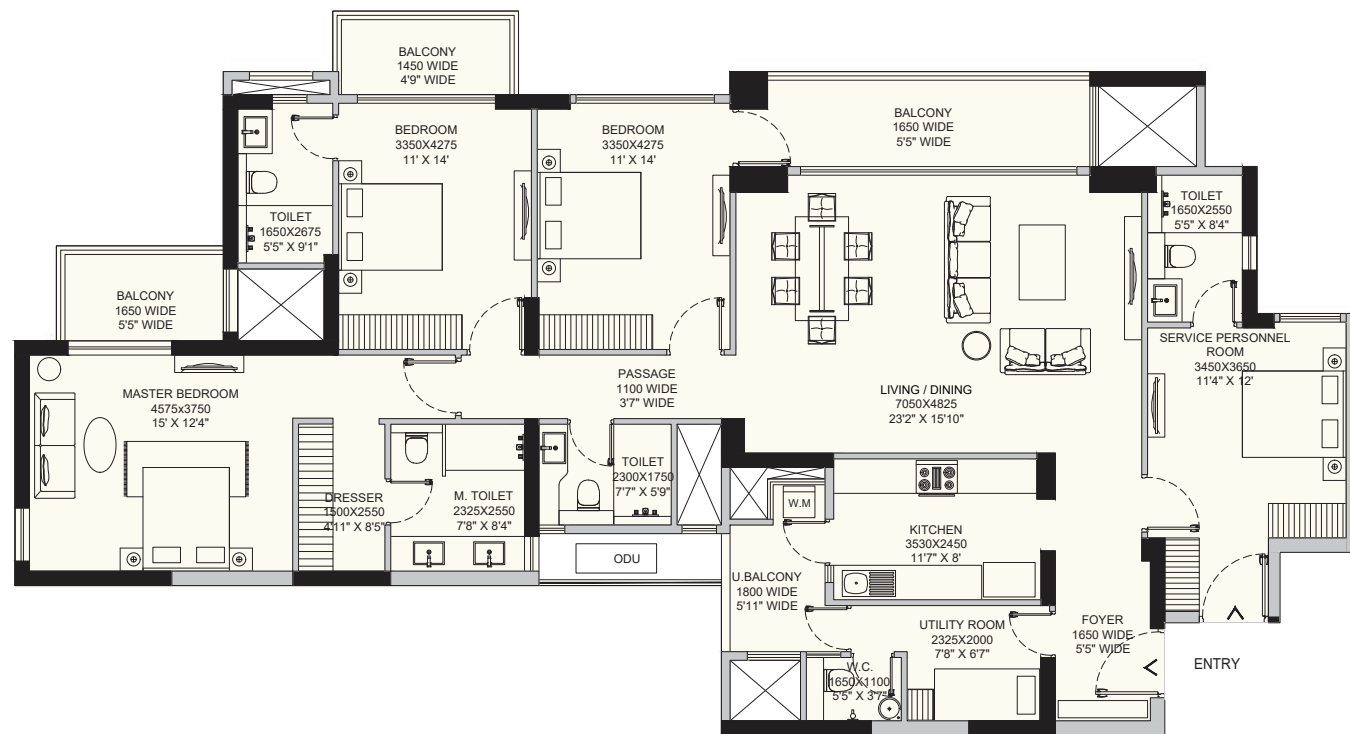 BALCONY
1450 WIDE
4'9" WIDE
BEDROOM
3350X4275
11' X 14'
BEDROOM
3350X4275
11' X 14'
BALCONY
1650 WIDE
5'5" WIDE
TOILET
1650X2675
5'5" X 9'1"
TOILET
1650X2550
5'5" X 8'4"
BALCONY
1650 WIDE
5'5" WIDE
SERVICE PERSONNEL
ROOM
3450X3650
11'4" X 12'
MASTER BEDROOM
4575x3750
15' X 12'4"
PASSAGE
1100 WIDE
3'7" WIDE
LIVING / DINING
7050X4825
23'2" X 15'10"
TOILET
2300X1750
7'7" X 5'9"
DRESSER
1500X2550
4'11" X 8'5"
M. TOILET
2325X2550
7'8" X 8'4"
W.M
KITCHEN
3530X2450
11'7" X 8'
ODU
U.BALCONY
1800 WIDE
5'11" WIDE
UTILITY ROOM
2325X2000
7'8" X 6'7"
FOYER
1650 WIDE
5'5" WIDE
ENTRY
W.C.
1650X1100
5'5" X 3'7"